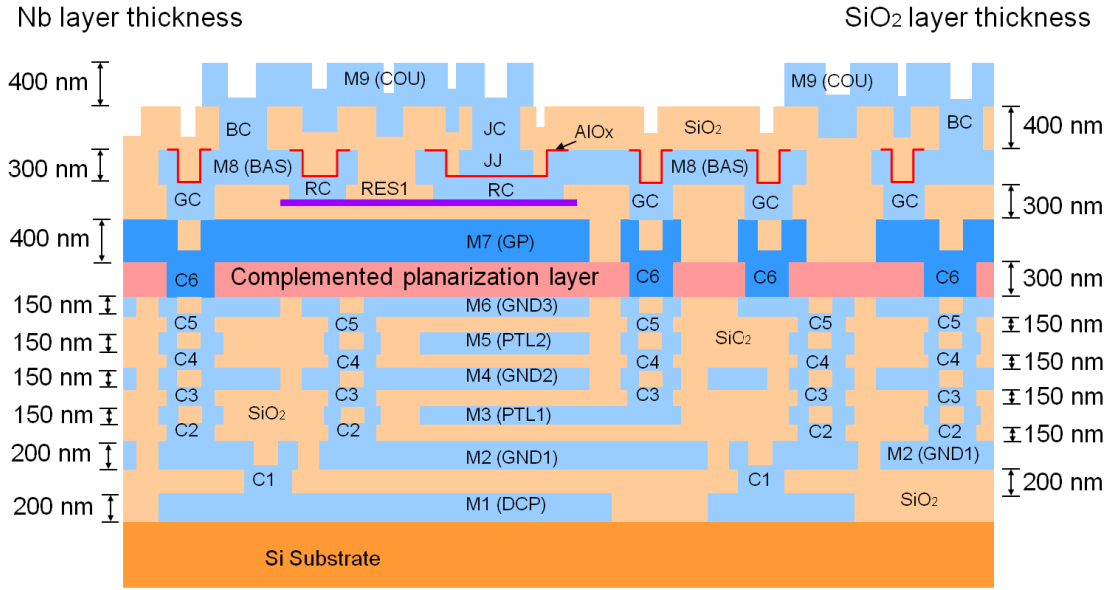 Nb layer thickness SiO₂ layer thickness
400 nm M9 (COU) M9 (COU)
BC JC AlOx SiO₂ BC 400 nm
300 nm M8 (BAS) JJ M8 (BAS)
GC RC RES1 RC GC GC GC 300 nm
400 nm M7 (GP)
C6 Complemented planarization layer C6 C6 C6 300 nm
150 nm M6 (GND3)
C5 C5 C5 C5 C5 150 nm
150 nm M5 (PTL2) SiO₂
C4 C4 C4 C4 C4 150 nm
150 nm M4 (GND2)
C3 C3 C3 C3 C3 150 nm
150 nm SiO₂ M3 (PTL1)
C2 C2 C2 C2 150 nm
200 nm M2 (GND1) M2 (GND1)
C1 C1 200 nm
200 nm M1 (DCP) SiO₂
Si Substrate